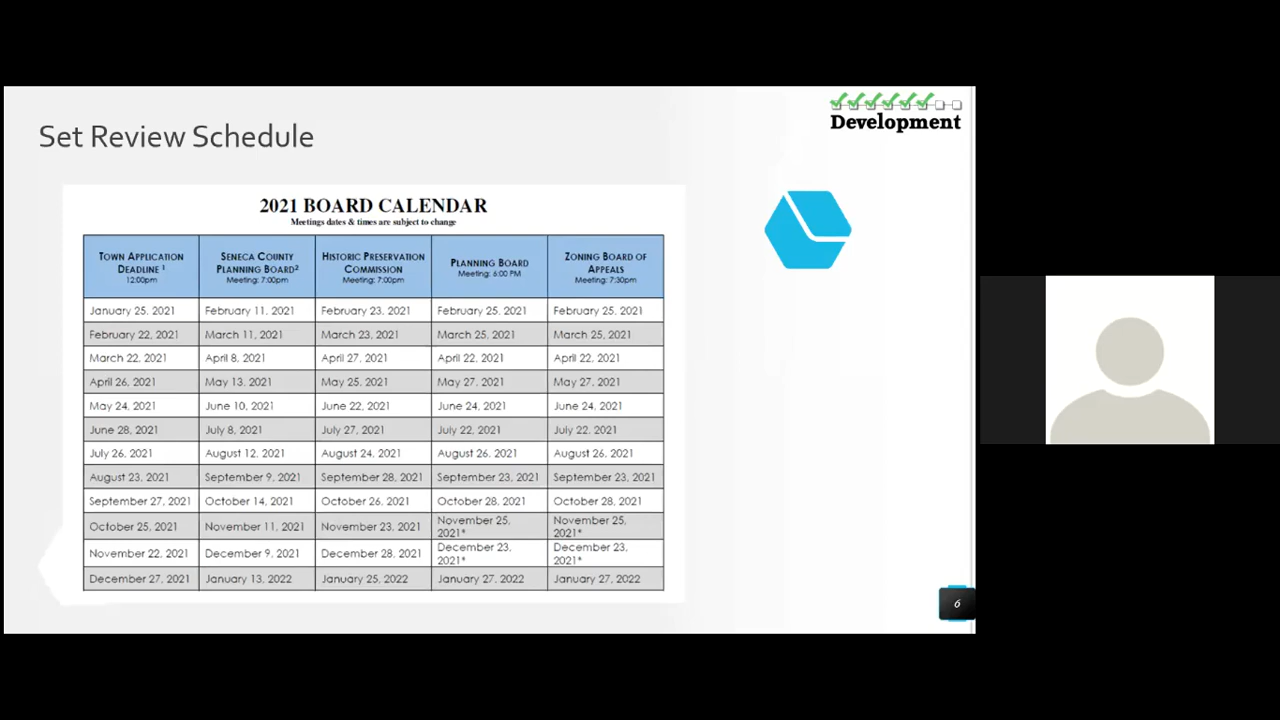 Development
Set Review Schedule
2021 BOARD CALENDAR
Meetings dates & times are subject to change
TOWN APPLICATION DEADLINE 1 12:00pm
SENECA COUNTY PLANNING BOARD2 Meeting: 7:00pm
HISTORIC PRESERVATION COMMISSION Meeting: 7:00pm
PLANNING BOARD Meeting: 6:00 PM
ZONING BOARD OF APPEALS Meeting: 7:30pm
January 25, 2021 February 11, 2021 February 23, 2021 February 25, 2021 February 25, 2021
February 22, 2021 March 11, 2021 March 23, 2021 March 25, 2021 March 25, 2021
March 22, 2021 April 8, 2021 April 27, 2021 April 22, 2021 April 22, 2021
April 26, 2021 May 13, 2021 May 25, 2021 May 27, 2021 May 27, 2021
May 24, 2021 June 10, 2021 June 22, 2021 June 24, 2021 June 24, 2021
June 28, 2021 July 8, 2021 July 27, 2021 July 22, 2021 July 22, 2021
July 26, 2021 August 12, 2021 August 24, 2021 August 26, 2021 August 26, 2021
August 23, 2021 September 9, 2021 September 28, 2021 September 23, 2021 September 23, 2021
September 27, 2021 October 14, 2021 October 26, 2021 October 28, 2021 October 28, 2021
October 25, 2021 November 11, 2021 November 23, 2021 November 25, 2021* November 25, 2021*
November 22, 2021 December 9, 2021 December 28, 2021 December 23, 2021* December 23, 2021*
December 27, 2021 January 13, 2022 January 25, 2022 January 27, 2022 January 27, 2022
6